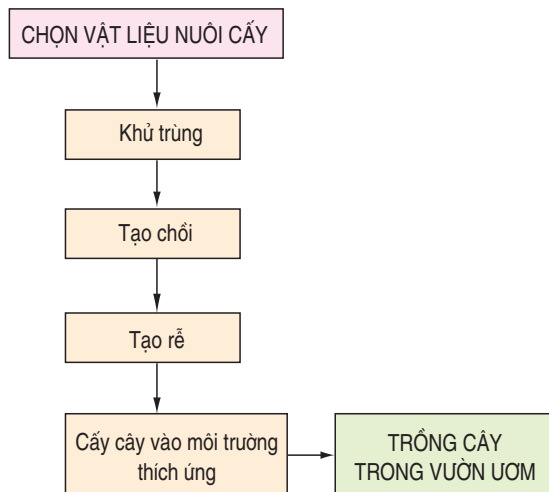 CHỌN VẬT LIỆU NUÔI CẤY
Khử trùng
Tạo chồi
Tạo rễ
Cấy cây vào môi trường
thích ứng
TRỒNG CÂY
TRONG VƯỜN ƯƠM